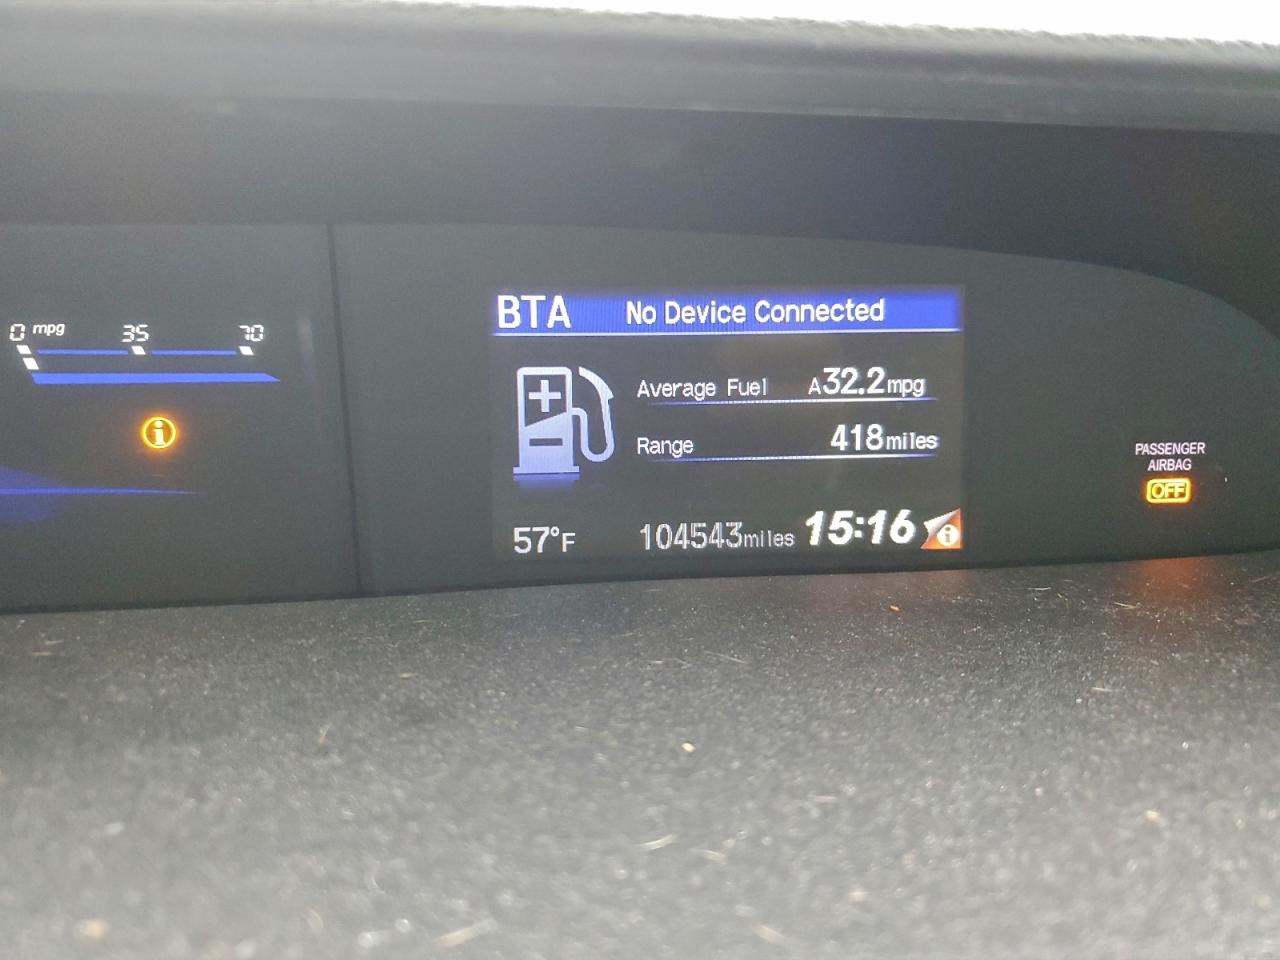 0 mpg 35 70
i
BTA No Device Connected
Average Fuel A32.2mpg
Range 418miles
57°F 104543miles 15:16 i
PASSENGER
AIRBAG
OFF